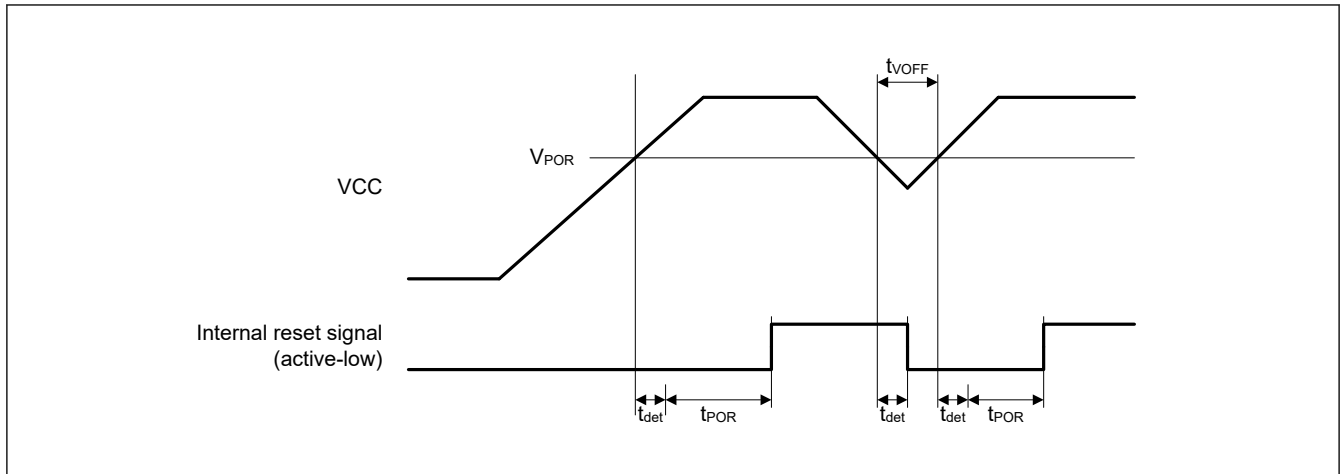 tVOFF
VPOR
VCC
Internal reset signal
(active-low)
tdet
tPOR
tdet
tdet
tPOR